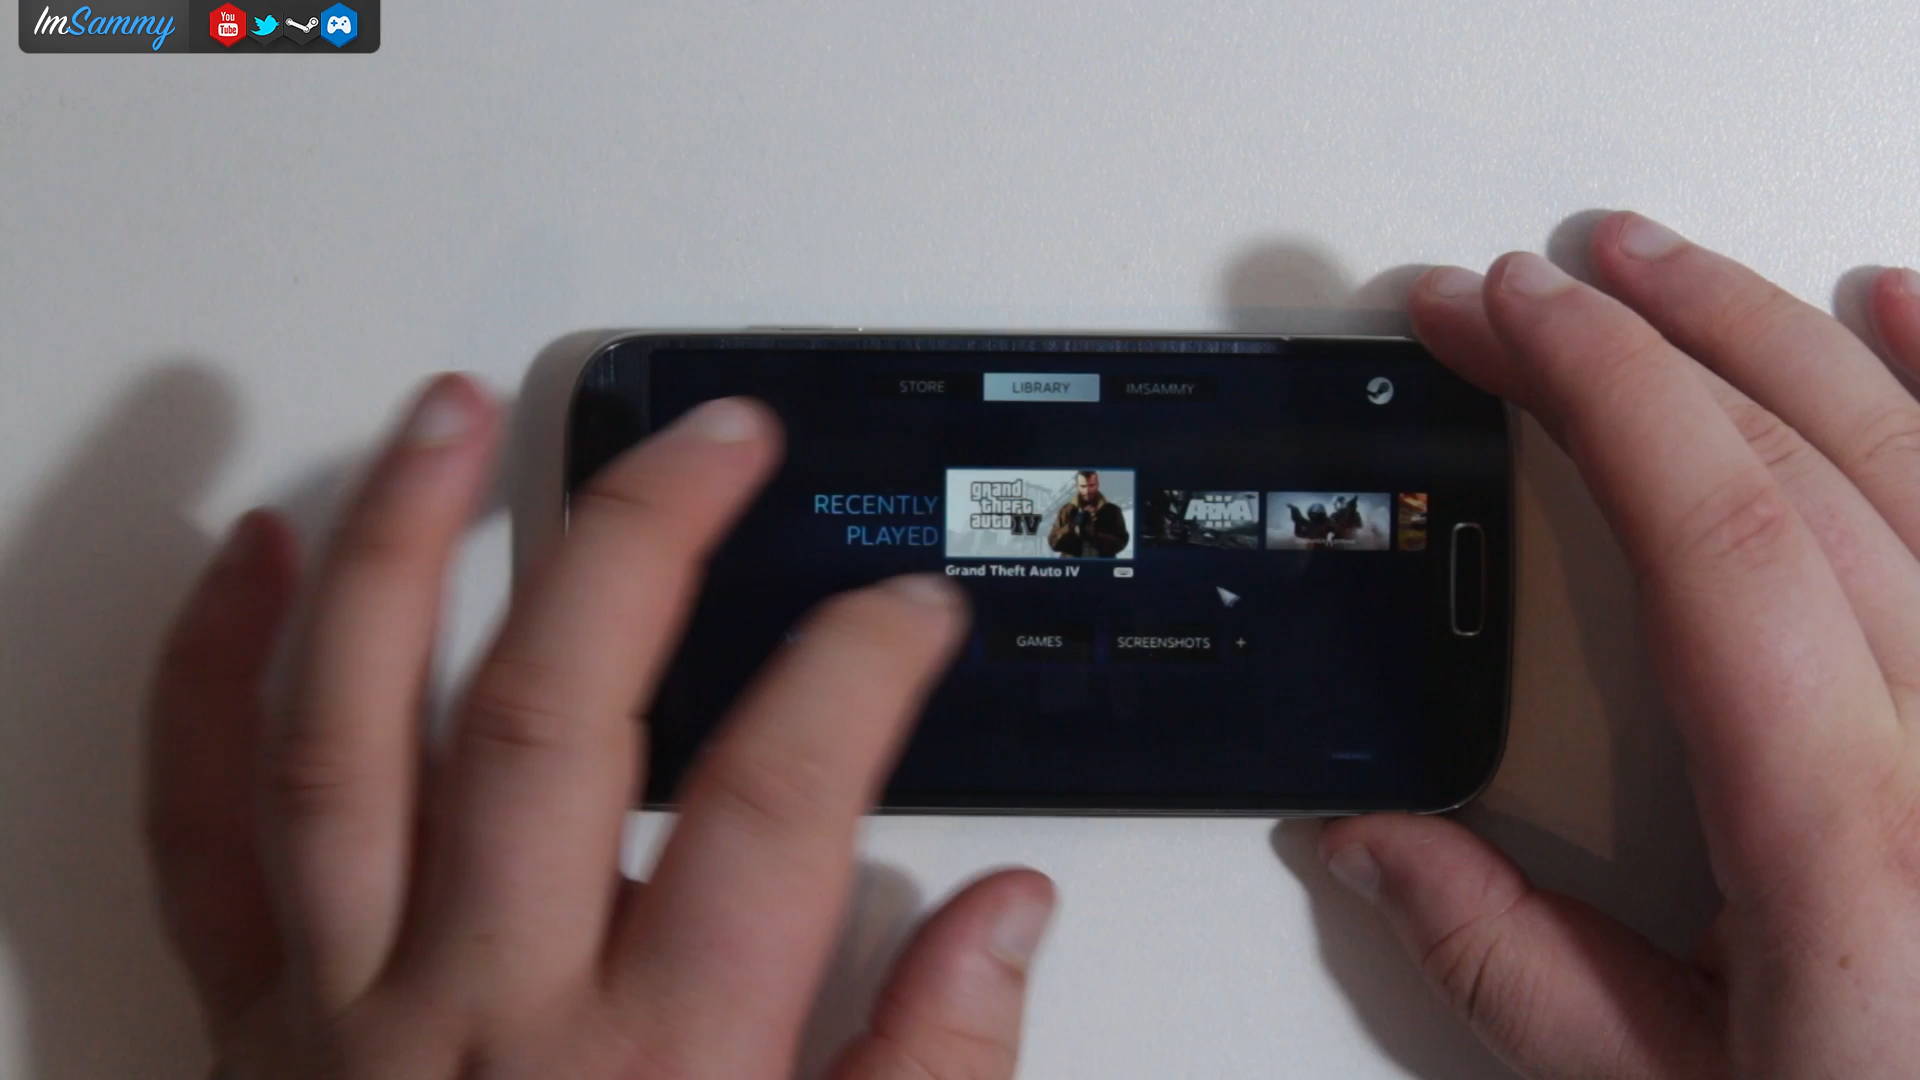 ImSammy
You
Tube
STORE
LIBRARY
IMSAMMY
RECENTLY
PLAYED
grand
theft
auto IV
ARMA
III
Grand Theft Auto IV
GAMES
SCREENSHOTS +